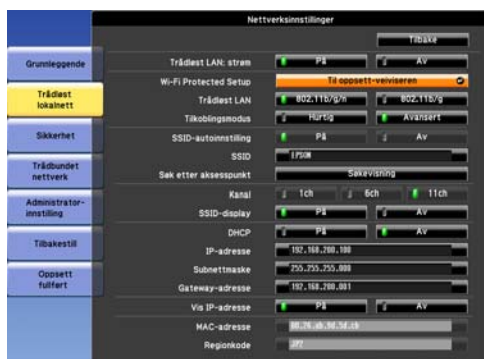 Nettverksinnstilinger
Tilbake
Grunnleggende
Trådløst
lokalnett
Sikkerhet
Trådbundet
nettverk
Administrator-
innstilling
Tilbakestill
Oppsett
fullført
Trådløst LAN: strøm På Av
Wi-Fi Protected Setup Til oppsett-veiviseren
Trådløst LAN 802.11b/g/n 802.11b/g
Tilkoblingsmodus Hurtig Avansert
SSID-autoinnstilling På Av
SSID EPSON
Søk etter aksesspunkt Søkevisning
Kanal 1ch 6ch 11ch
SSID-display På Av
DHCP På Av
IP-adresse 192.168.200.100
Subnettmaske 255.255.255.000
Gateway-adresse 192.168.200.001
Vis IP-adresse På Av
MAC-adresse
Regionkode JP?